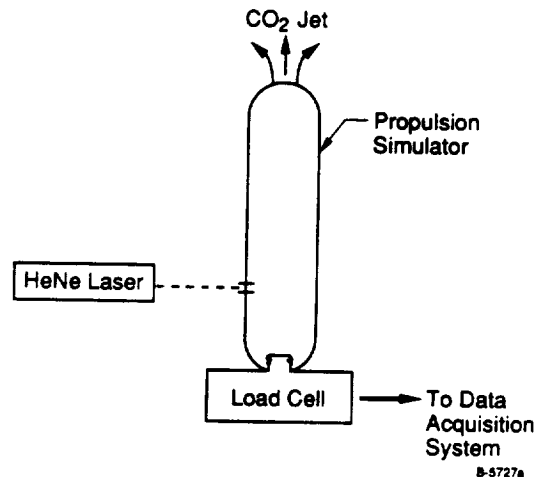 CO2 Jet
Propulsion
Simulator
HeNe Laser
Load Cell
To Data
Acquisition
System
B-5727a